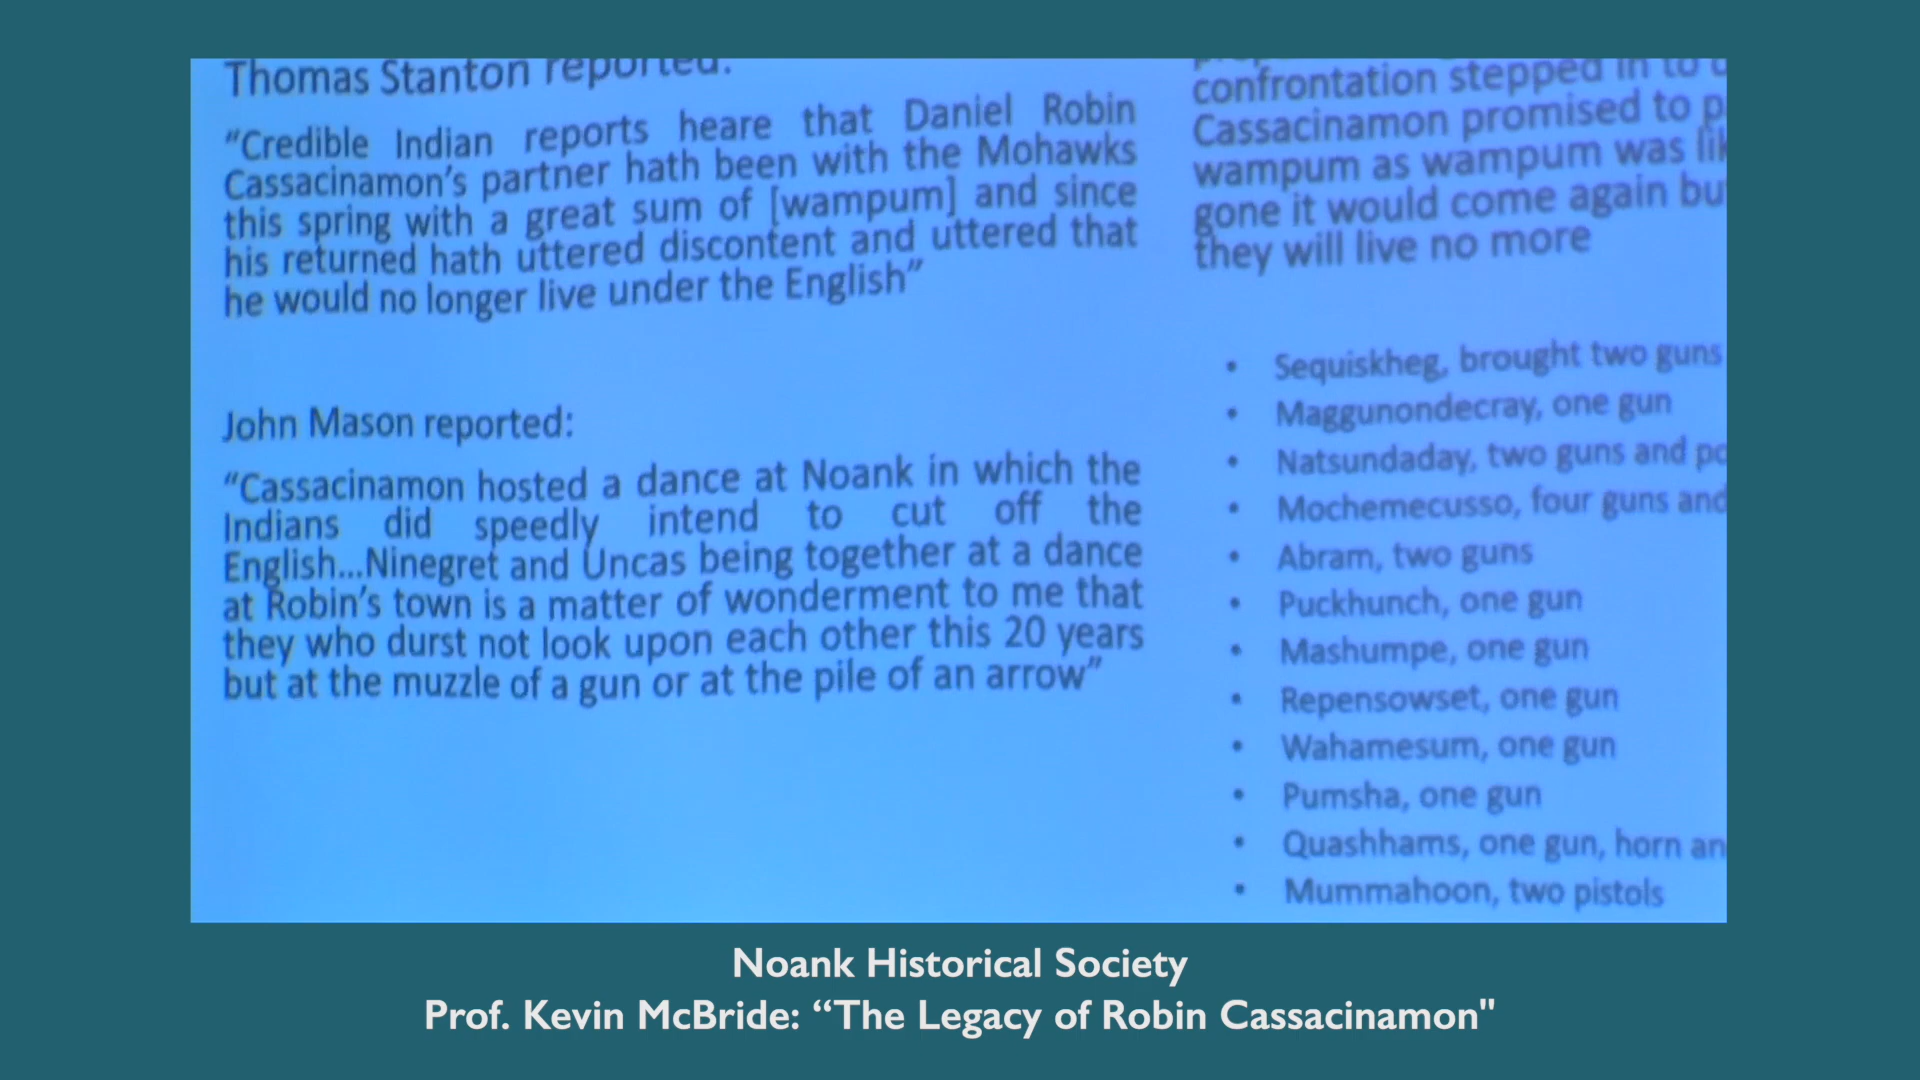 Thomas Stanton reported:
“Credible Indian reports heare that Daniel Robin
Cassacinamon’s partner hath been with the Mohawks
this spring with a great sum of [wampum] and since
his returned hath uttered discontent and uttered that
he would no longer live under the English”
John Mason reported:
“Cassacinamon hosted a dance at Noank in which the
Indians did speedly intend to cut off the
English...Ninegret and Uncas being together at a dance
at Robin’s town is a matter of wonderment to me that
they who durst not look upon each other this 20 years
but at the muzzle of a gun or at the pile of an arrow”
confrontation stepped in to
Cassacinamon promised to
wampum as wampum was
gone it would come again
they will live no more
• Sequiskheg, brought two guns
• Maggunondecray, one gun
• Natsundaday, two guns and
• Mochemecusso, four guns and
• Abram, two guns
• Puckhunch, one gun
• Mashumpe, one gun
• Repensowset, one gun
• Wahamesum, one gun
• Pumsha, one gun
• Quashhams, one gun, horn
• Mummahoon, two pistols
Noank Historical Society
Prof. Kevin McBride: “The Legacy of Robin Cassacinamon"